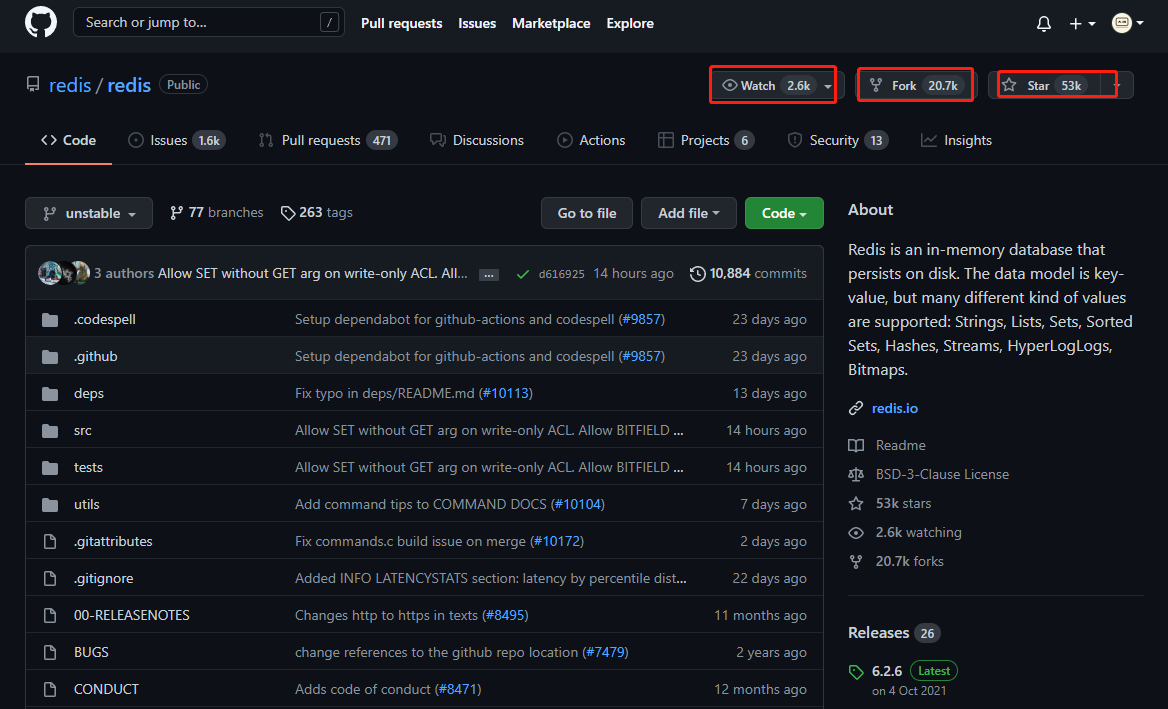 Search or jump to... / Pull requests Issues Marketplace Explore
redis / redis Public Watch 2.6k Fork 20.7k Star 53k
Code Issues 1.6k Pull requests 471 Discussions Actions Projects 6 Security 13 Insights
unstable 77 branches 263 tags Go to file Add file Code
3 authors Allow SET without GET arg on write-only ACL. Al... ... d616925 14 hours ago 10,884 commits
.codespell Setup dependabot for github-actions and codespell (#9857) 23 days ago
.github Setup dependabot for github-actions and codespell (#9857) 23 days ago
deps Fix typo in deps/README.md (#10113) 13 days ago
src Allow SET without GET arg on write-only ACL. Allow BITFIELD ... 14 hours ago
tests Allow SET without GET arg on write-only ACL. Allow BITFIELD ... 14 hours ago
utils Add command tips to COMMAND DOCS (#10104) 7 days ago
.gitattributes Fix commands.c build issue on merge (#10172) 2 days ago
.gitignore Added INFO LATENCYSTATS section: latency by percentile dist... 22 days ago
00-RELEASENOTES Changes http to https in texts (#8495) 11 months ago
BUGS change references to the github repo location (#7479) 2 years ago
CONDUCT Adds code of conduct (#8471) 12 months ago
About
Redis is an in-memory database that
persists on disk. The data model is key-
value, but many different kind of values
are supported: Strings, Lists, Sets, Sorted
Sets, Hashes, Streams, HyperLogLogs,
Bitmaps.
redis.io
Readme
BSD-3-Clause License
53k stars
2.6k watching
20.7k forks
Releases 26
6.2.6 Latest
on 4 Oct 2021